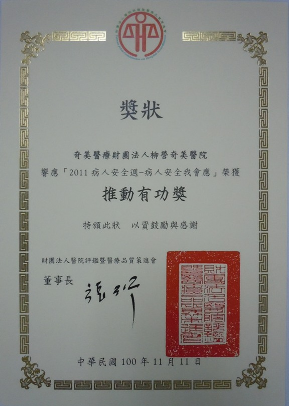 獎狀
奇美醫療財團法人柳營奇美醫院
響應「2011病人安全週-病人安全我會應」榮獲
推動有功獎
特頒此狀 以資鼓勵與感謝
財團法人醫院評鑑暨醫療品質策進會
董事長
中華民國100年11月11日